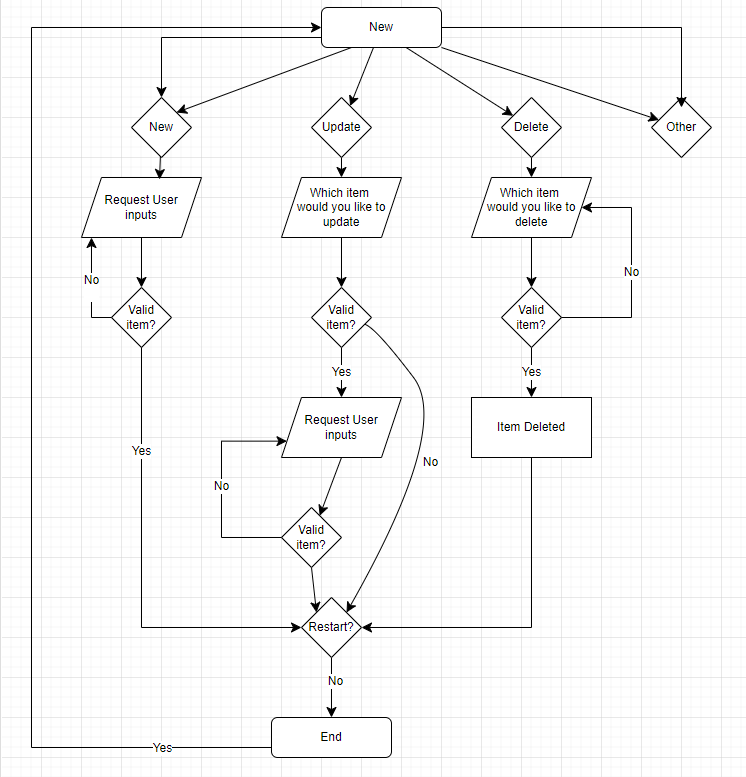 New
New
Update
Delete
Other
Request User
inputs
Which item
would you like to
update
Which item
would you like to
delete
No
No
Valid
item?
Valid
item?
Valid
item?
Yes
Yes
Request User
inputs
Item Deleted
Yes
No
No
Valid
item?
Restart?
No
End
Yes